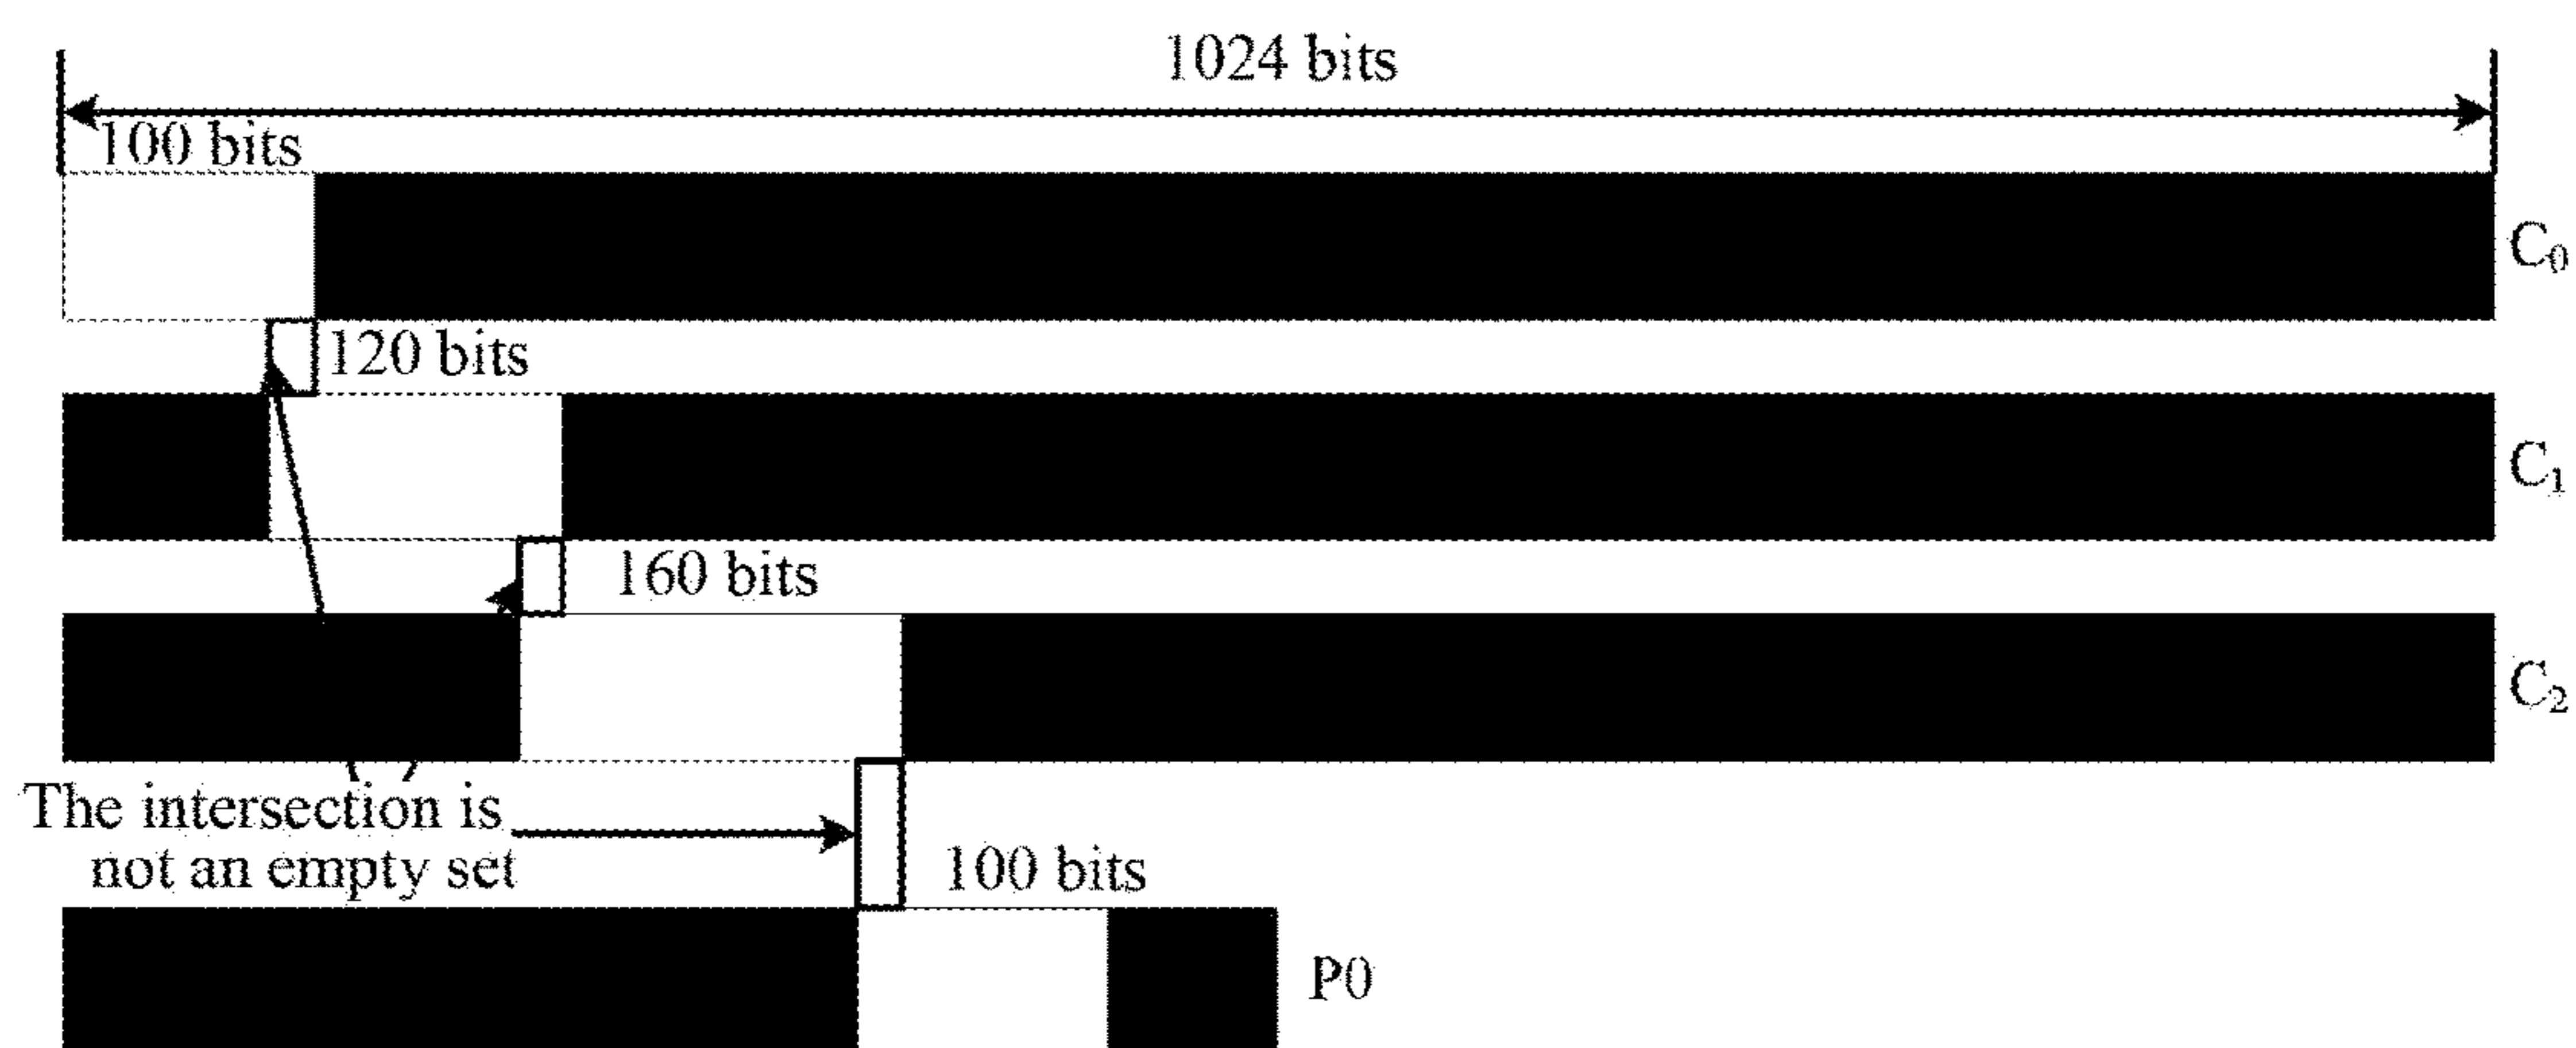 1024 bits
100 bits
C0
120 bits
C1
160 bits
C2
The intersection is
not an empty set
100 bits
P0